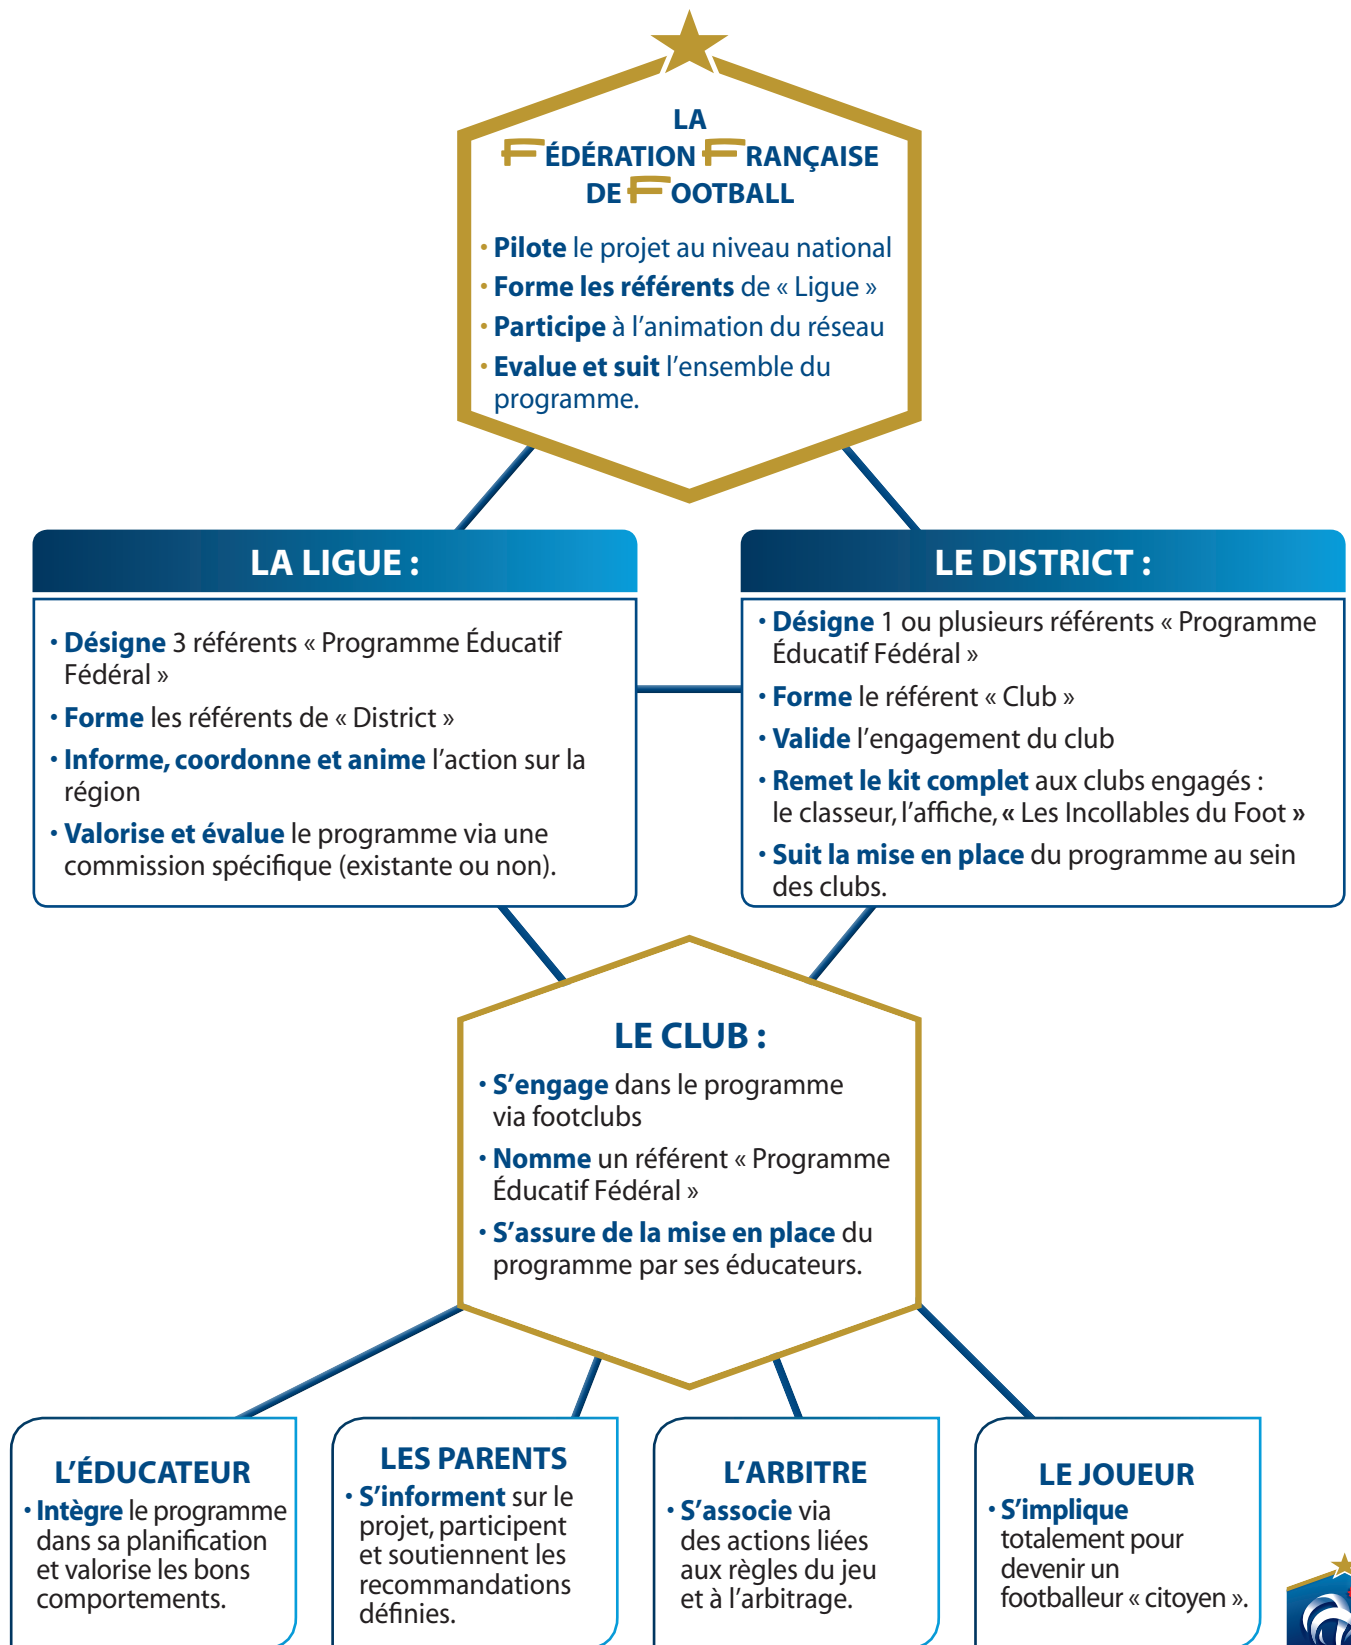 LA
FÉDÉRATION FRANÇAISE
DE FOOTBALL
• Pilote le projet au niveau national
• Forme les référents de « Ligue »
• Participe à l’animation du réseau
• Evalue et suit l’ensemble du
programme.
LA LIGUE :
• Désigne 3 référents « Programme Éducatif
Fédéral »
• Forme les référents de « District »
• Informe, coordonne et anime l’action sur la
région
• Valorise et évalue le programme via une
commission spécifique (existante ou non).
LE DISTRICT :
• Désigne 1 ou plusieurs référents « Programme
Éducatif Fédéral »
• Forme le référent « Club »
• Valide l’engagement du club
• Remet le kit complet aux clubs engagés :
le classeur, l’affiche, « Les Incollables du Foot »
• Suit la mise en place du programme au sein
des clubs.
LE CLUB :
• S’engage dans le programme
via footclubs
• Nomme un référent « Programme
Éducatif Fédéral »
• S’assure de la mise en place du
programme par ses éducateurs.
L’ÉDUCATEUR
• Intègre le programme
dans sa planification
et valorise les bons
comportements.
LES PARENTS
• S’informent sur le
projet, participent
et soutiennent les
recommandations
définies.
L’ARBITRE
• S’associe via
des actions liées
aux règles du jeu
et à l’arbitrage.
LE JOUEUR
• S’implique
totalement pour
devenir un
footballeur « citoyen ».